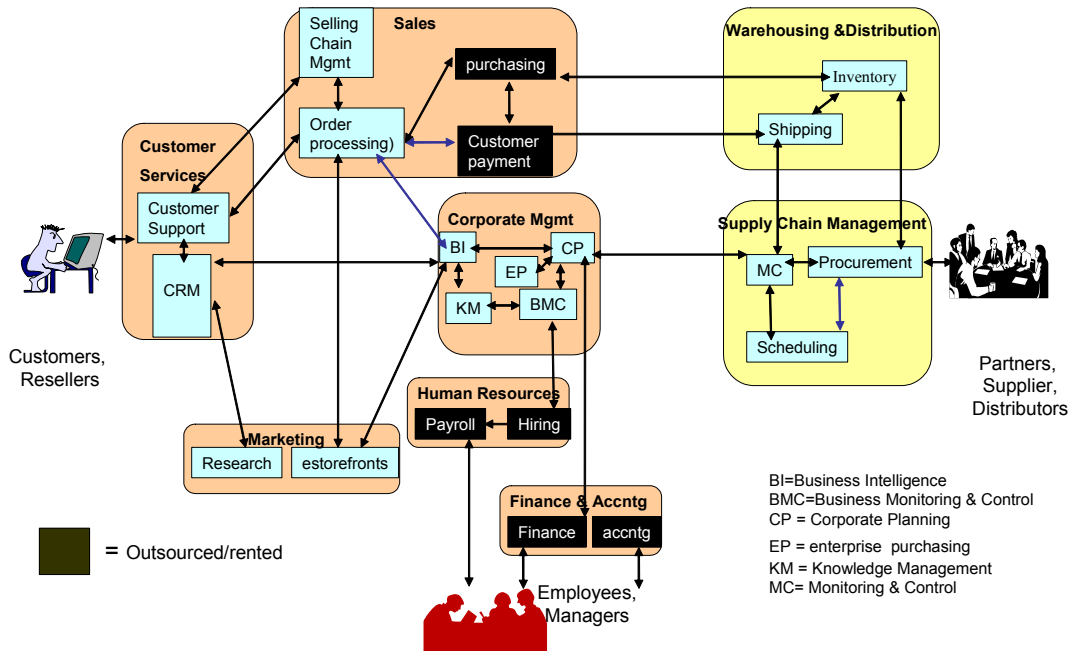 Selling
Chain
Mgmt
Sales
purchasing
Order
processing)
Customer
payment
Warehousing &Distribution
Inventory
Shipping
Customer
Services
Customer
Support
CRM
Customers,
Resellers
Corporate Mgmt
BI
CP
EP
KM
BMC
Supply Chain Management
MC
Procurement
Scheduling
Partners,
Supplier,
Distributors
Human Resources
Payroll
Hiring
Marketing
Research
estorefronts
Finance & Accntg
Finance
accntg
Employees,
Managers
= Outsourced/rented
BI=Business Intelligence
BMC=Business Monitoring & Control
CP = Corporate Planning
EP = enterprise purchasing
KM = Knowledge Management
MC= Monitoring & Control